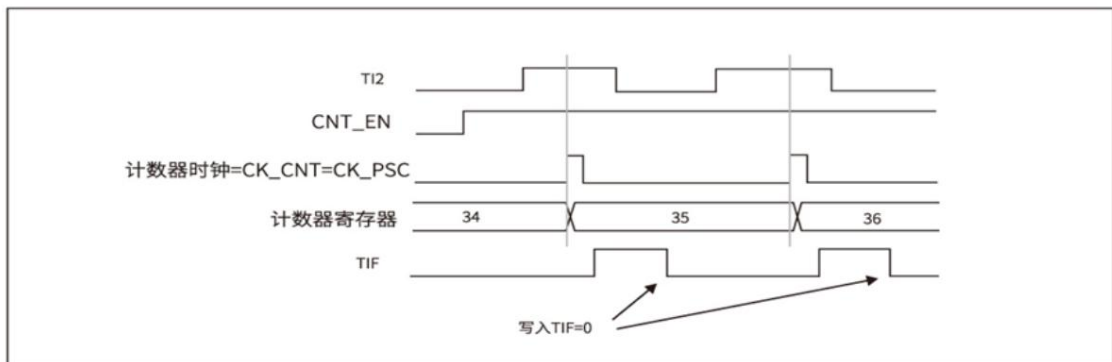 TI2
CNT_EN
计数器时钟=CK_CNT=CK_PSC
计数器寄存器 34 35 36
TIF
写入TIF=0